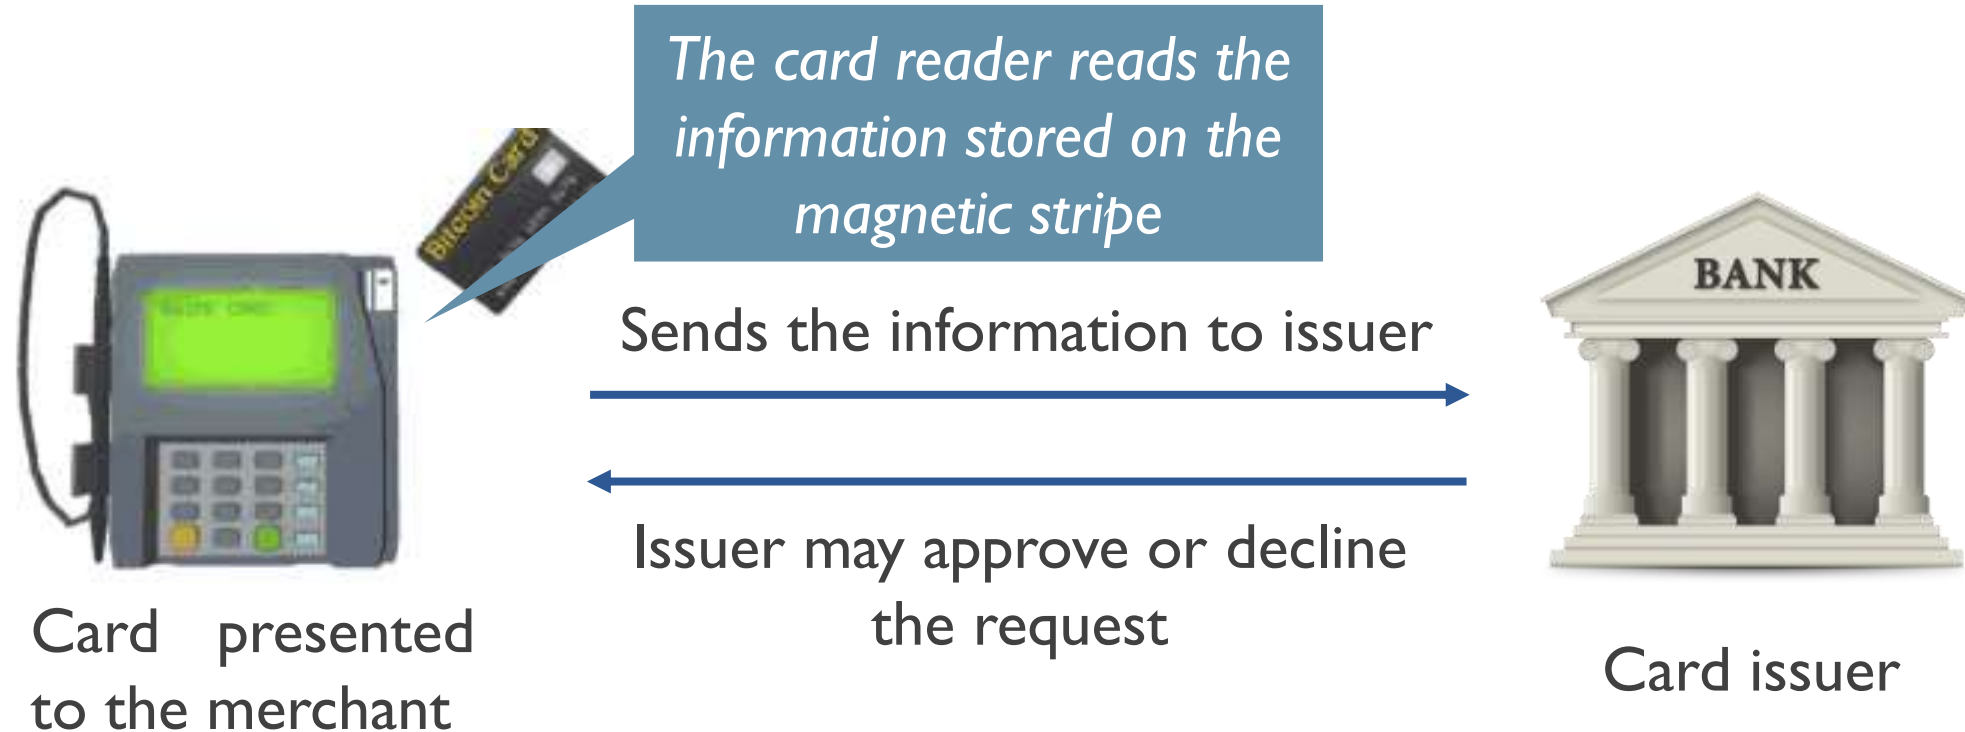 The card reader reads the
information stored on the
magnetic stripe
Bitcoin Card
BANK
Sends the information to issuer
Issuer may approve or decline
the request
Card presented
to the merchant
Card issuer